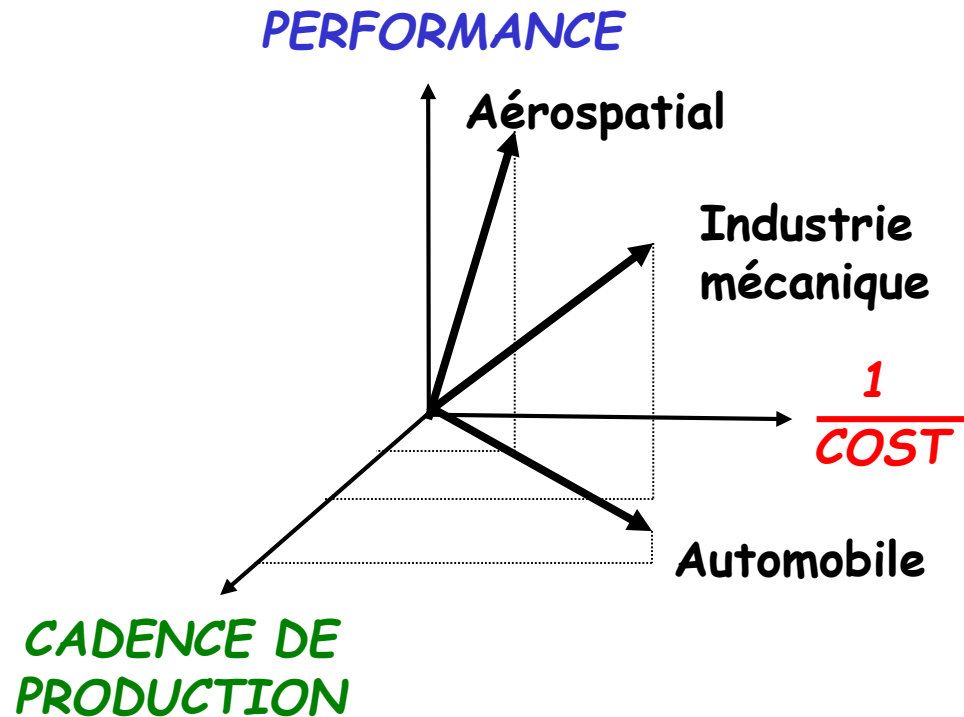 PERFORMANCE
Aérospatial
Industrie
mécanique
1
COST
Automobile
CADENCE DE
PRODUCTION